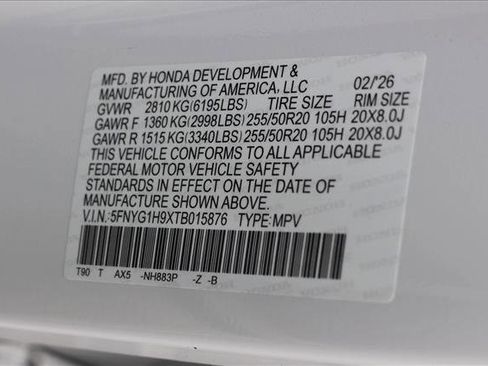 MFD. BY HONDA DEVELOPMENT &
MANUFACTURING OF AMERICA, LLC 02/'26
GVWR 2810 KG(6195LBS) TIRE SIZE RIM SIZE
GAWR F 1360 KG(2998LBS) 255/50R20 105H 20X8.0J
GAWR R 1515 KG(3340LBS) 255/50R20 105H 20X8.0J
THIS VEHICLE CONFORMS TO ALL APPLICABLE
FEDERAL MOTOR VEHICLE SAFETY
STANDARDS IN EFFECT ON THE DATE OF
MANUFACTURE SHOWN ABOVE.
V.I.N.: 5FNYG1H9XTB015876 TYPE: MPV
T90 T AX5 -NH883P -Z -B